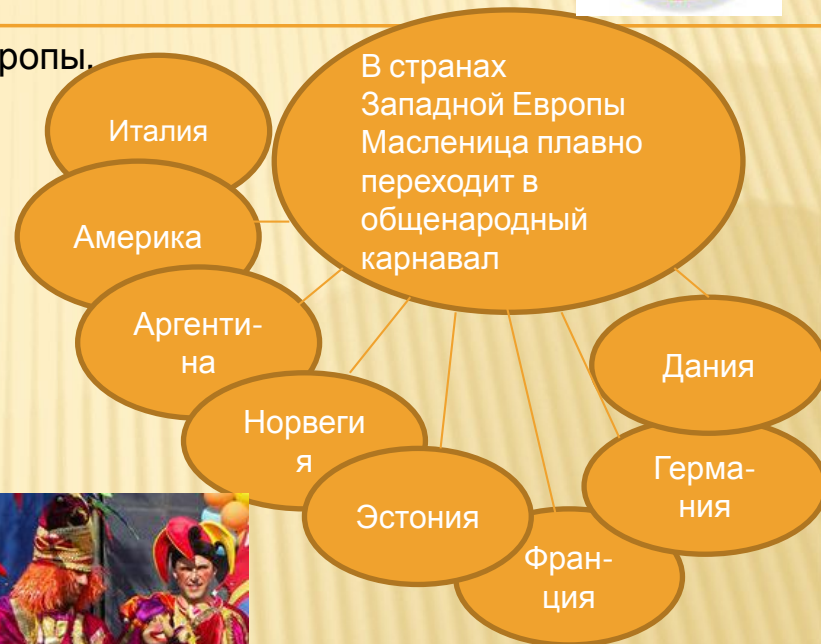 ропы.
В странах
Западной Европы
Масленица плавно
переходит в
общенародный
карнавал
Италия
Америка
Аргенти-
на
Норвеги
я
Эстония
Фран-
ция
Герма-
ния
Дания